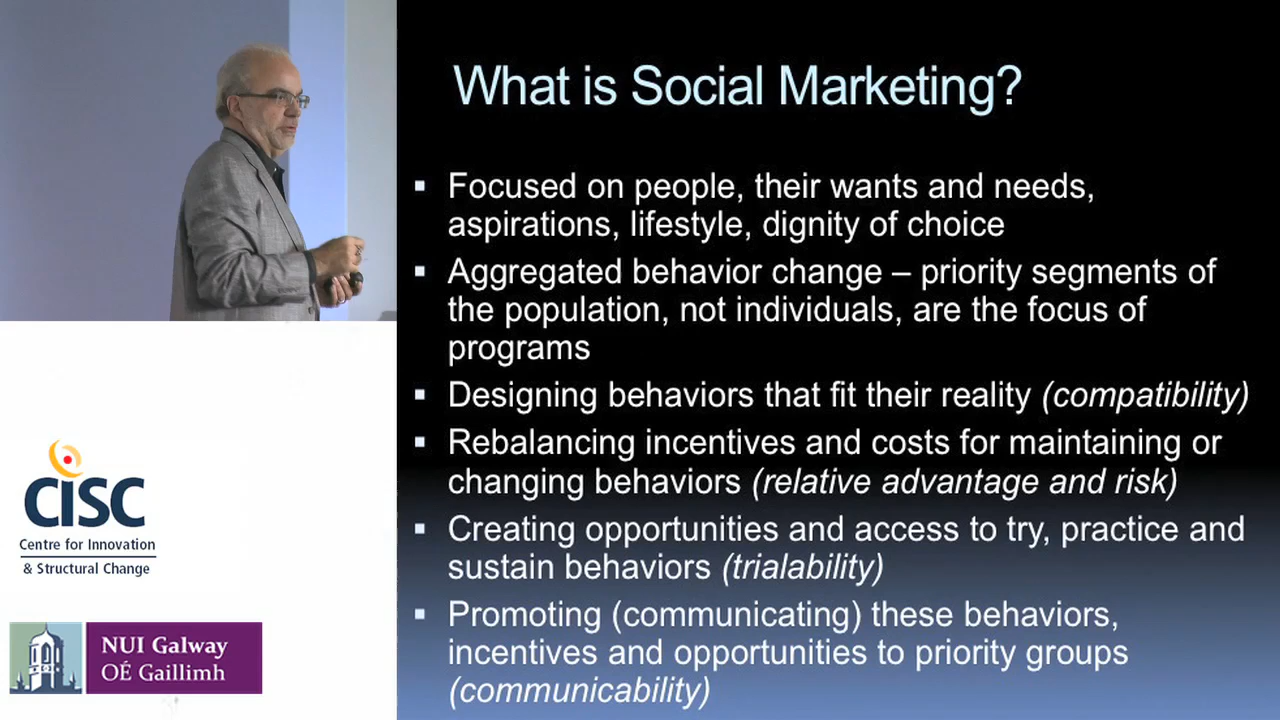 What is Social Marketing?
▪ Focused on people, their wants and needs,
aspirations, lifestyle, dignity of choice
▪ Aggregated behavior change – priority segments of
the population, not individuals, are the focus of
programs
▪ Designing behaviors that fit their reality (compatibility)
▪ Rebalancing incentives and costs for maintaining or
changing behaviors (relative advantage and risk)
▪ Creating opportunities and access to try, practice and
sustain behaviors (trialability)
▪ Promoting (communicating) these behaviors,
incentives and opportunities to priority groups
(communicability)
CISC
Centre for Innovation
& Structural Change
NUI Galway
OÉ Gaillimh